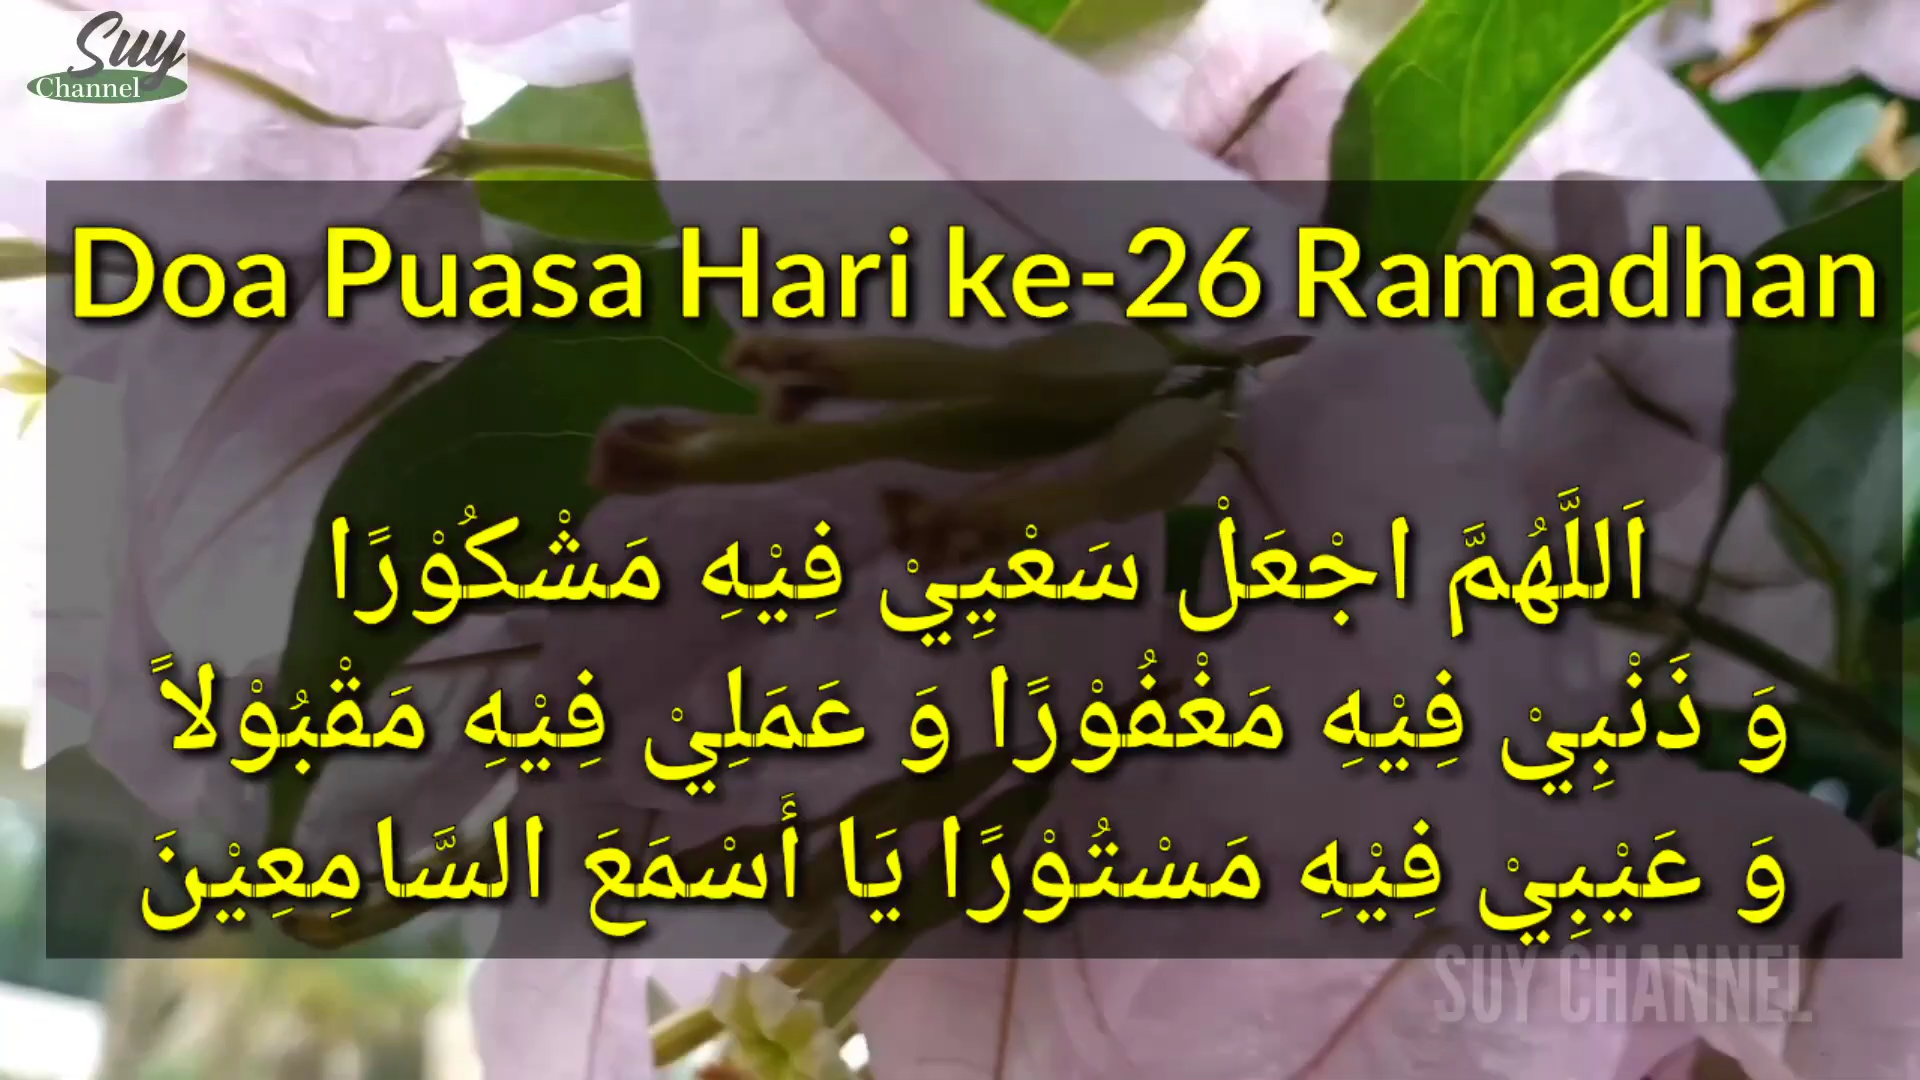 Suy
Channel
Doa Puasa Hari ke-26 Ramadhan
اَللَّهُمَّ اجْعَلْ سَعْيِيْ فِيْهِ مَشْكُوْرًا
وَ ذَنْبِيْ فِيْهِ مَغْفُوْرًا وَ عَمَلِيْ فِيْهِ مَقْبُوْلاً
وَ عَيْبِيْ فِيْهِ مَسْتُوْرًا يَا أَسْمَعَ السَّامِعِيْنَ
SUY CHANNEL